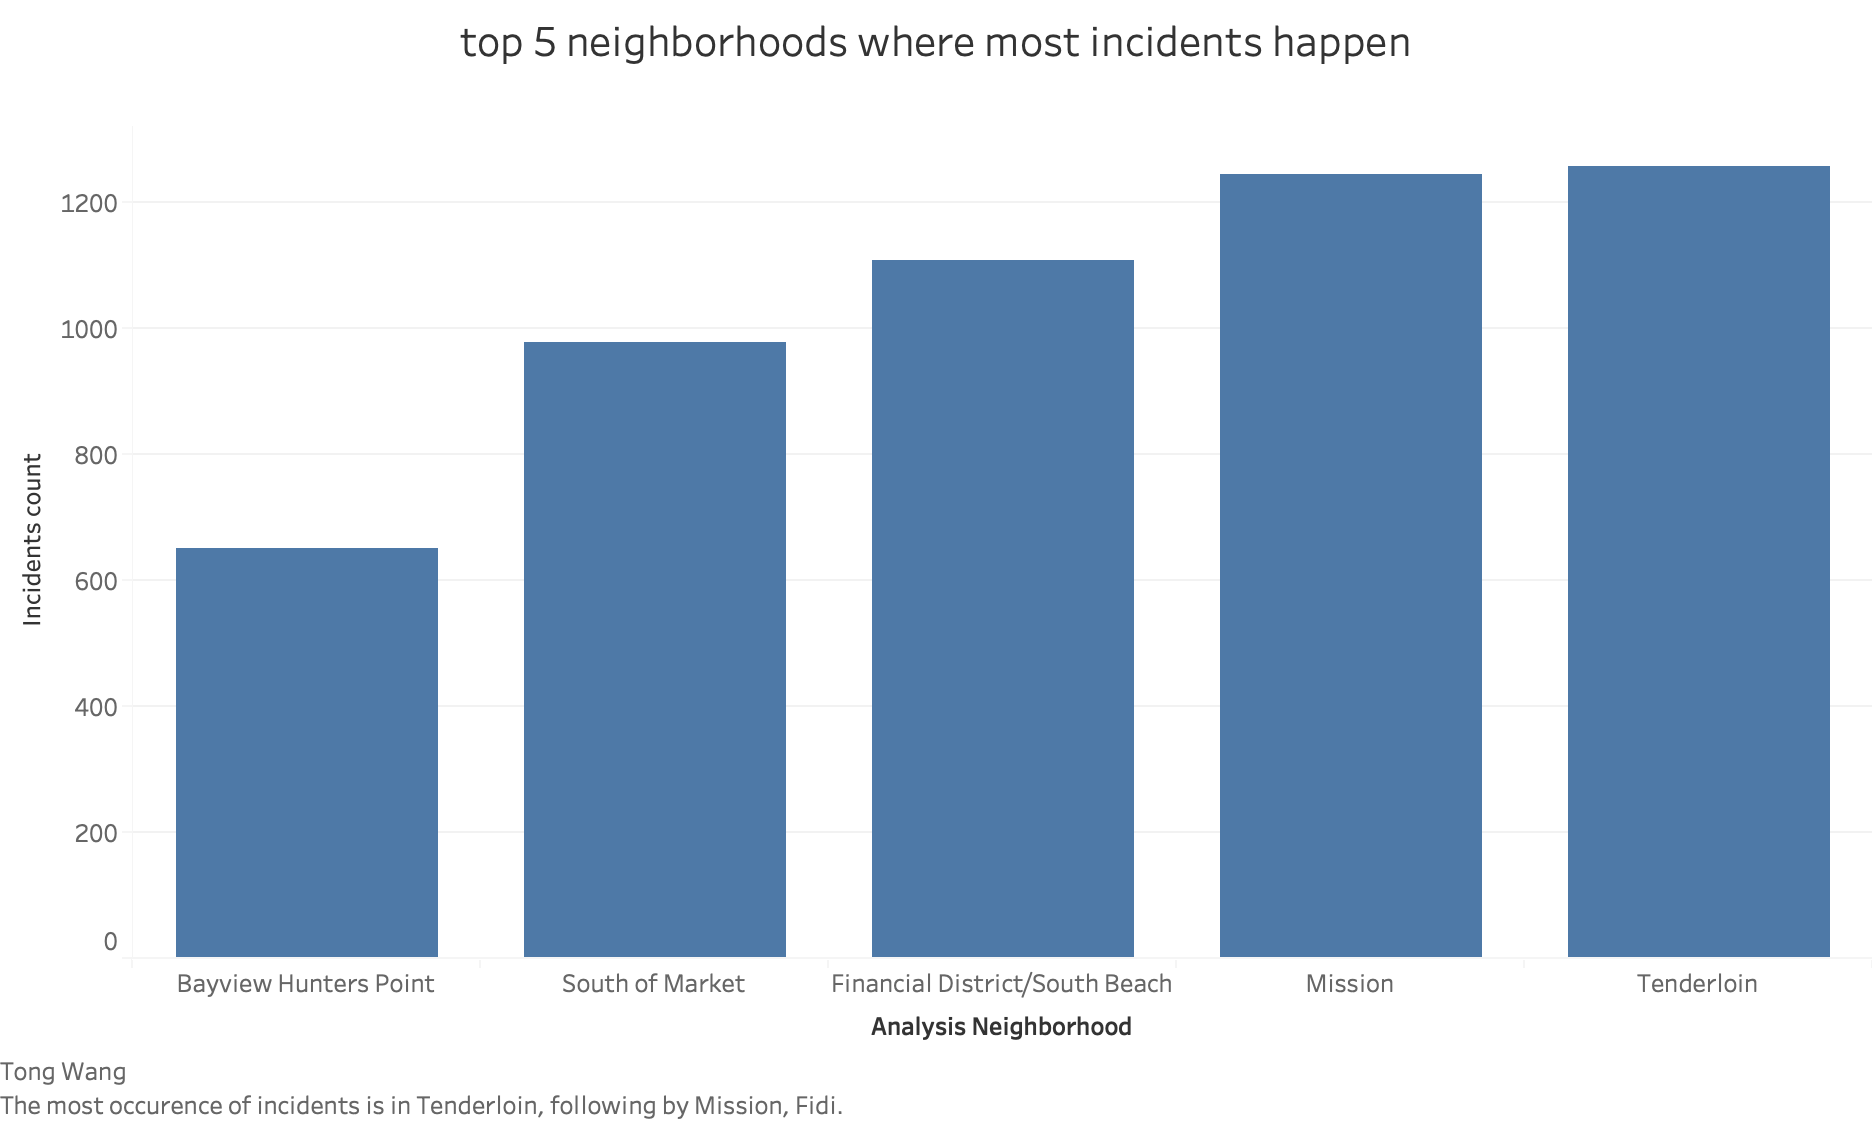 top 5 neighborhoods where most incidents happen
1200
1000
800
600
400
200
0
Incidents count
Bayview Hunters Point
South of Market
Financial District/South Beach
Mission
Tenderloin
Analysis Neighborhood
Tong Wang
The most occurence of incidents is in Tenderloin, following by Mission, Fidi.